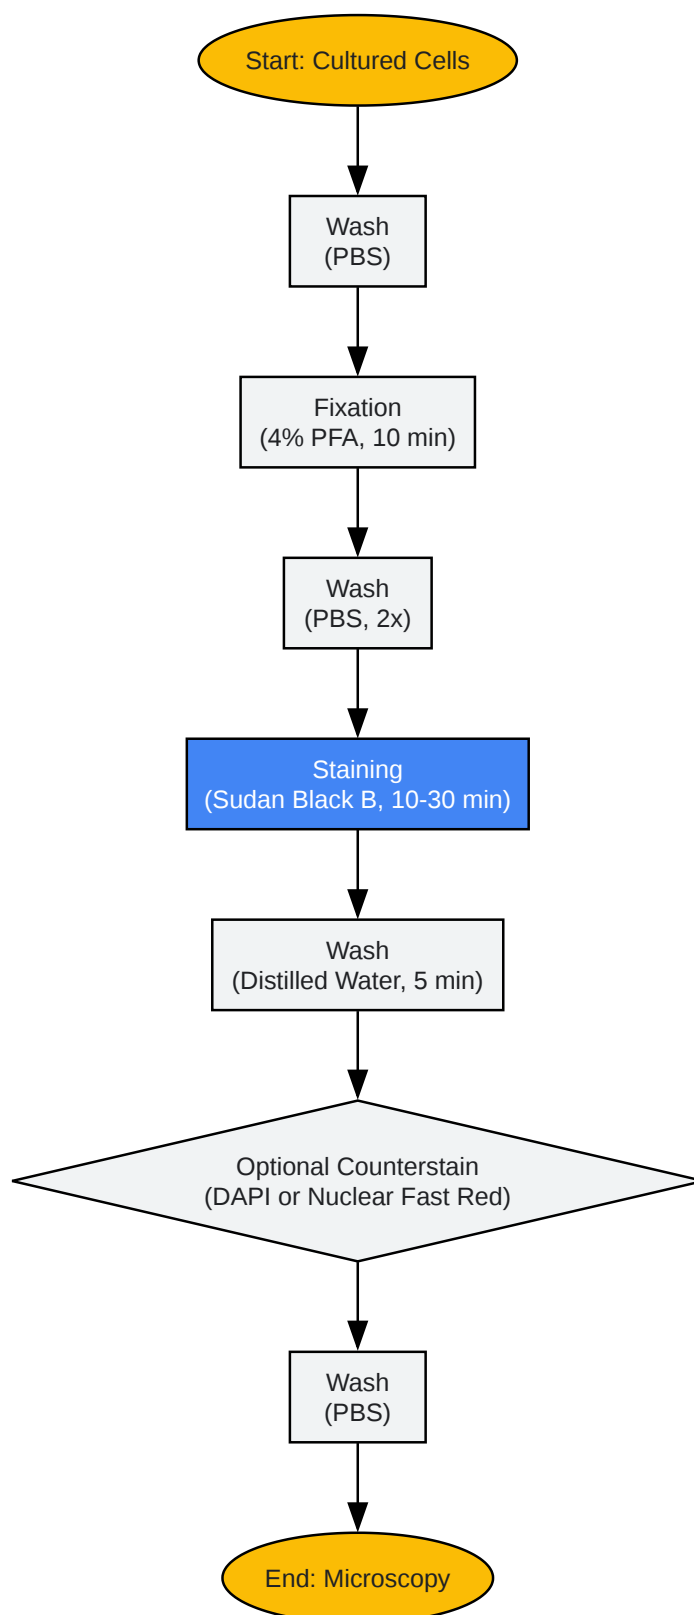 Start: Cultured Cells
Wash
(PBS)
Fixation
(4% PFA, 10 min)
Wash
(PBS, 2x)
Staining
(Sudan Black B, 10-30 min)
Wash
(Distilled Water, 5 min)
Optional Counterstain
(DAPI or Nuclear Fast Red)
Wash
(PBS)
End: Microscopy